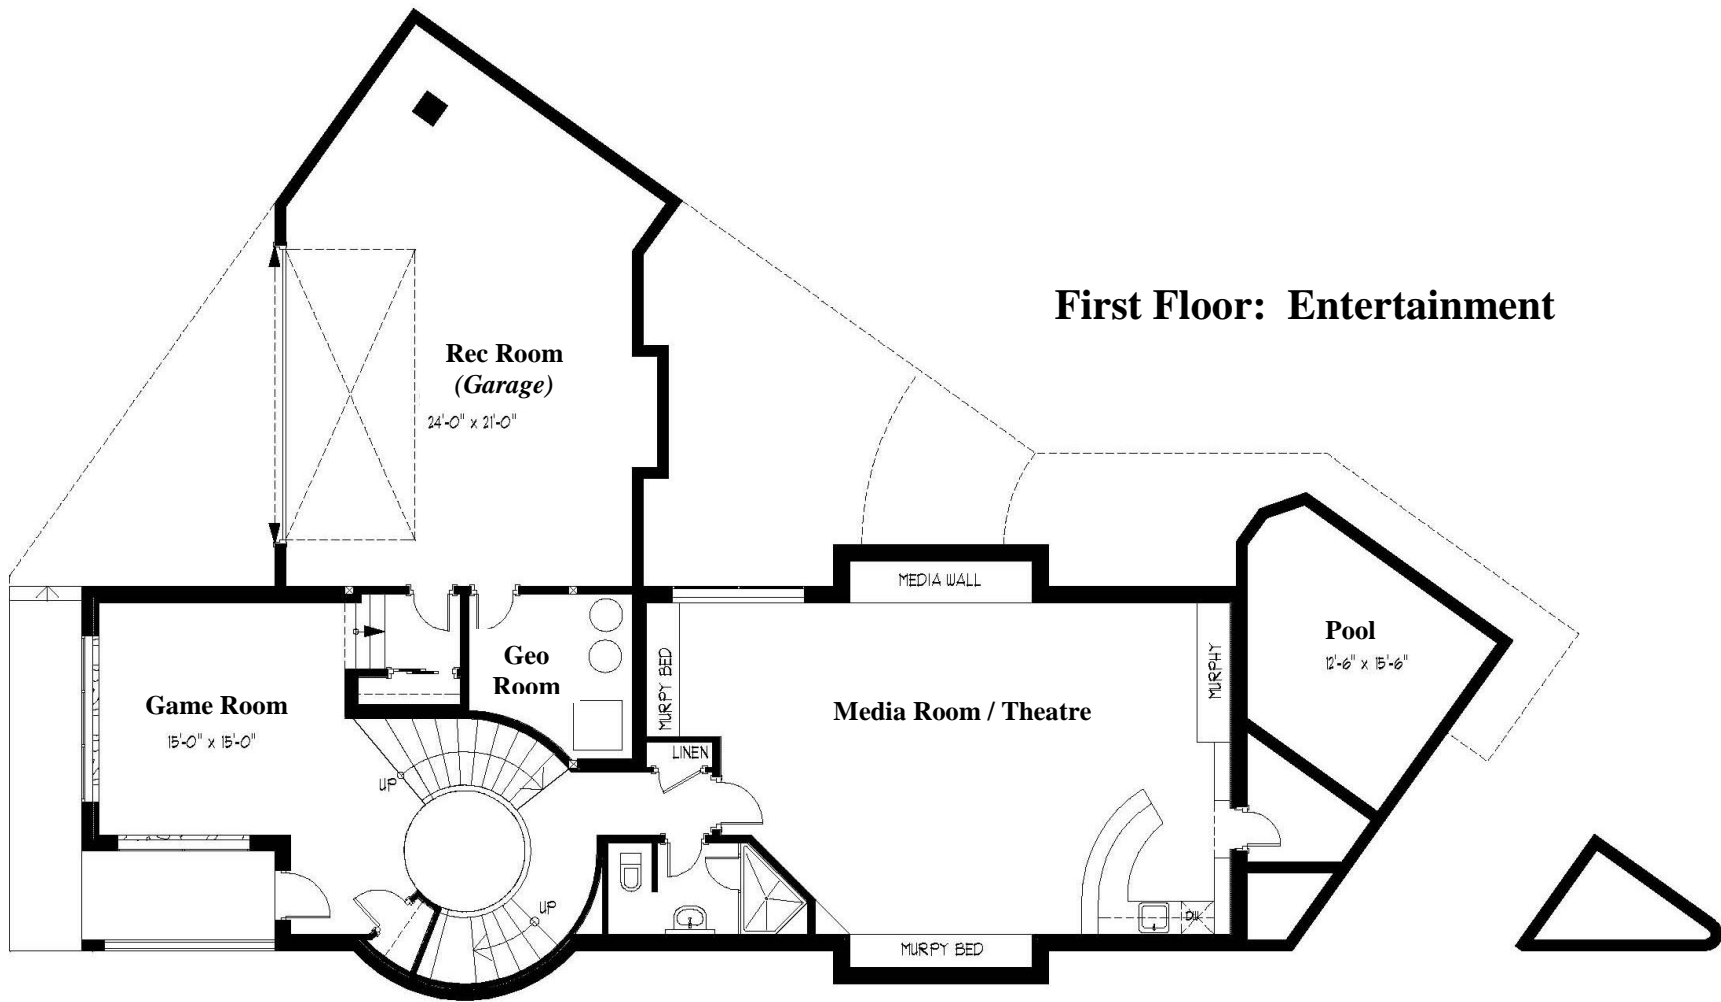 First Floor:  Entertainment
Rec Room
(Garage)
24'-0" x 21'-0"
MEDIA WALL
Geo
Room
MURPY BED
MURPHY
Pool
12'-6" x 15'-6"
Game Room
15'-0" x 15'-0"
Media Room / Theatre
LINEN
UP
UP
DW
MURPY BED